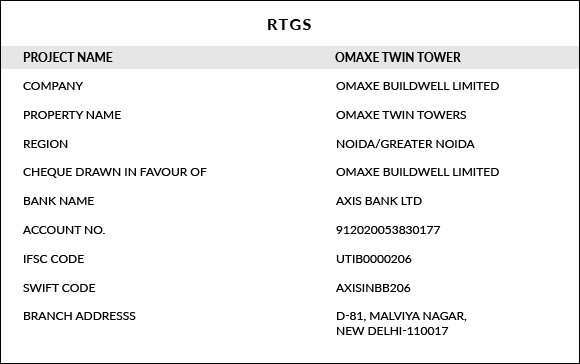 RTGS
PROJECT NAME OMAXE TWIN TOWER
COMPANY OMAXE BUILDWELL LIMITED
PROPERTY NAME OMAXE TWIN TOWERS
REGION NOIDA/GREATER NOIDA
CHEQUE DRAWN IN FAVOUR OF OMAXE BUILDWELL LIMITED
BANK NAME AXIS BANK LTD
ACCOUNT NO. 912020053830177
IFSC CODE UTIB0000206
SWIFT CODE AXISINBB206
BRANCH ADDRESSS D-81, MALVIYA NAGAR,
NEW DELHI-110017